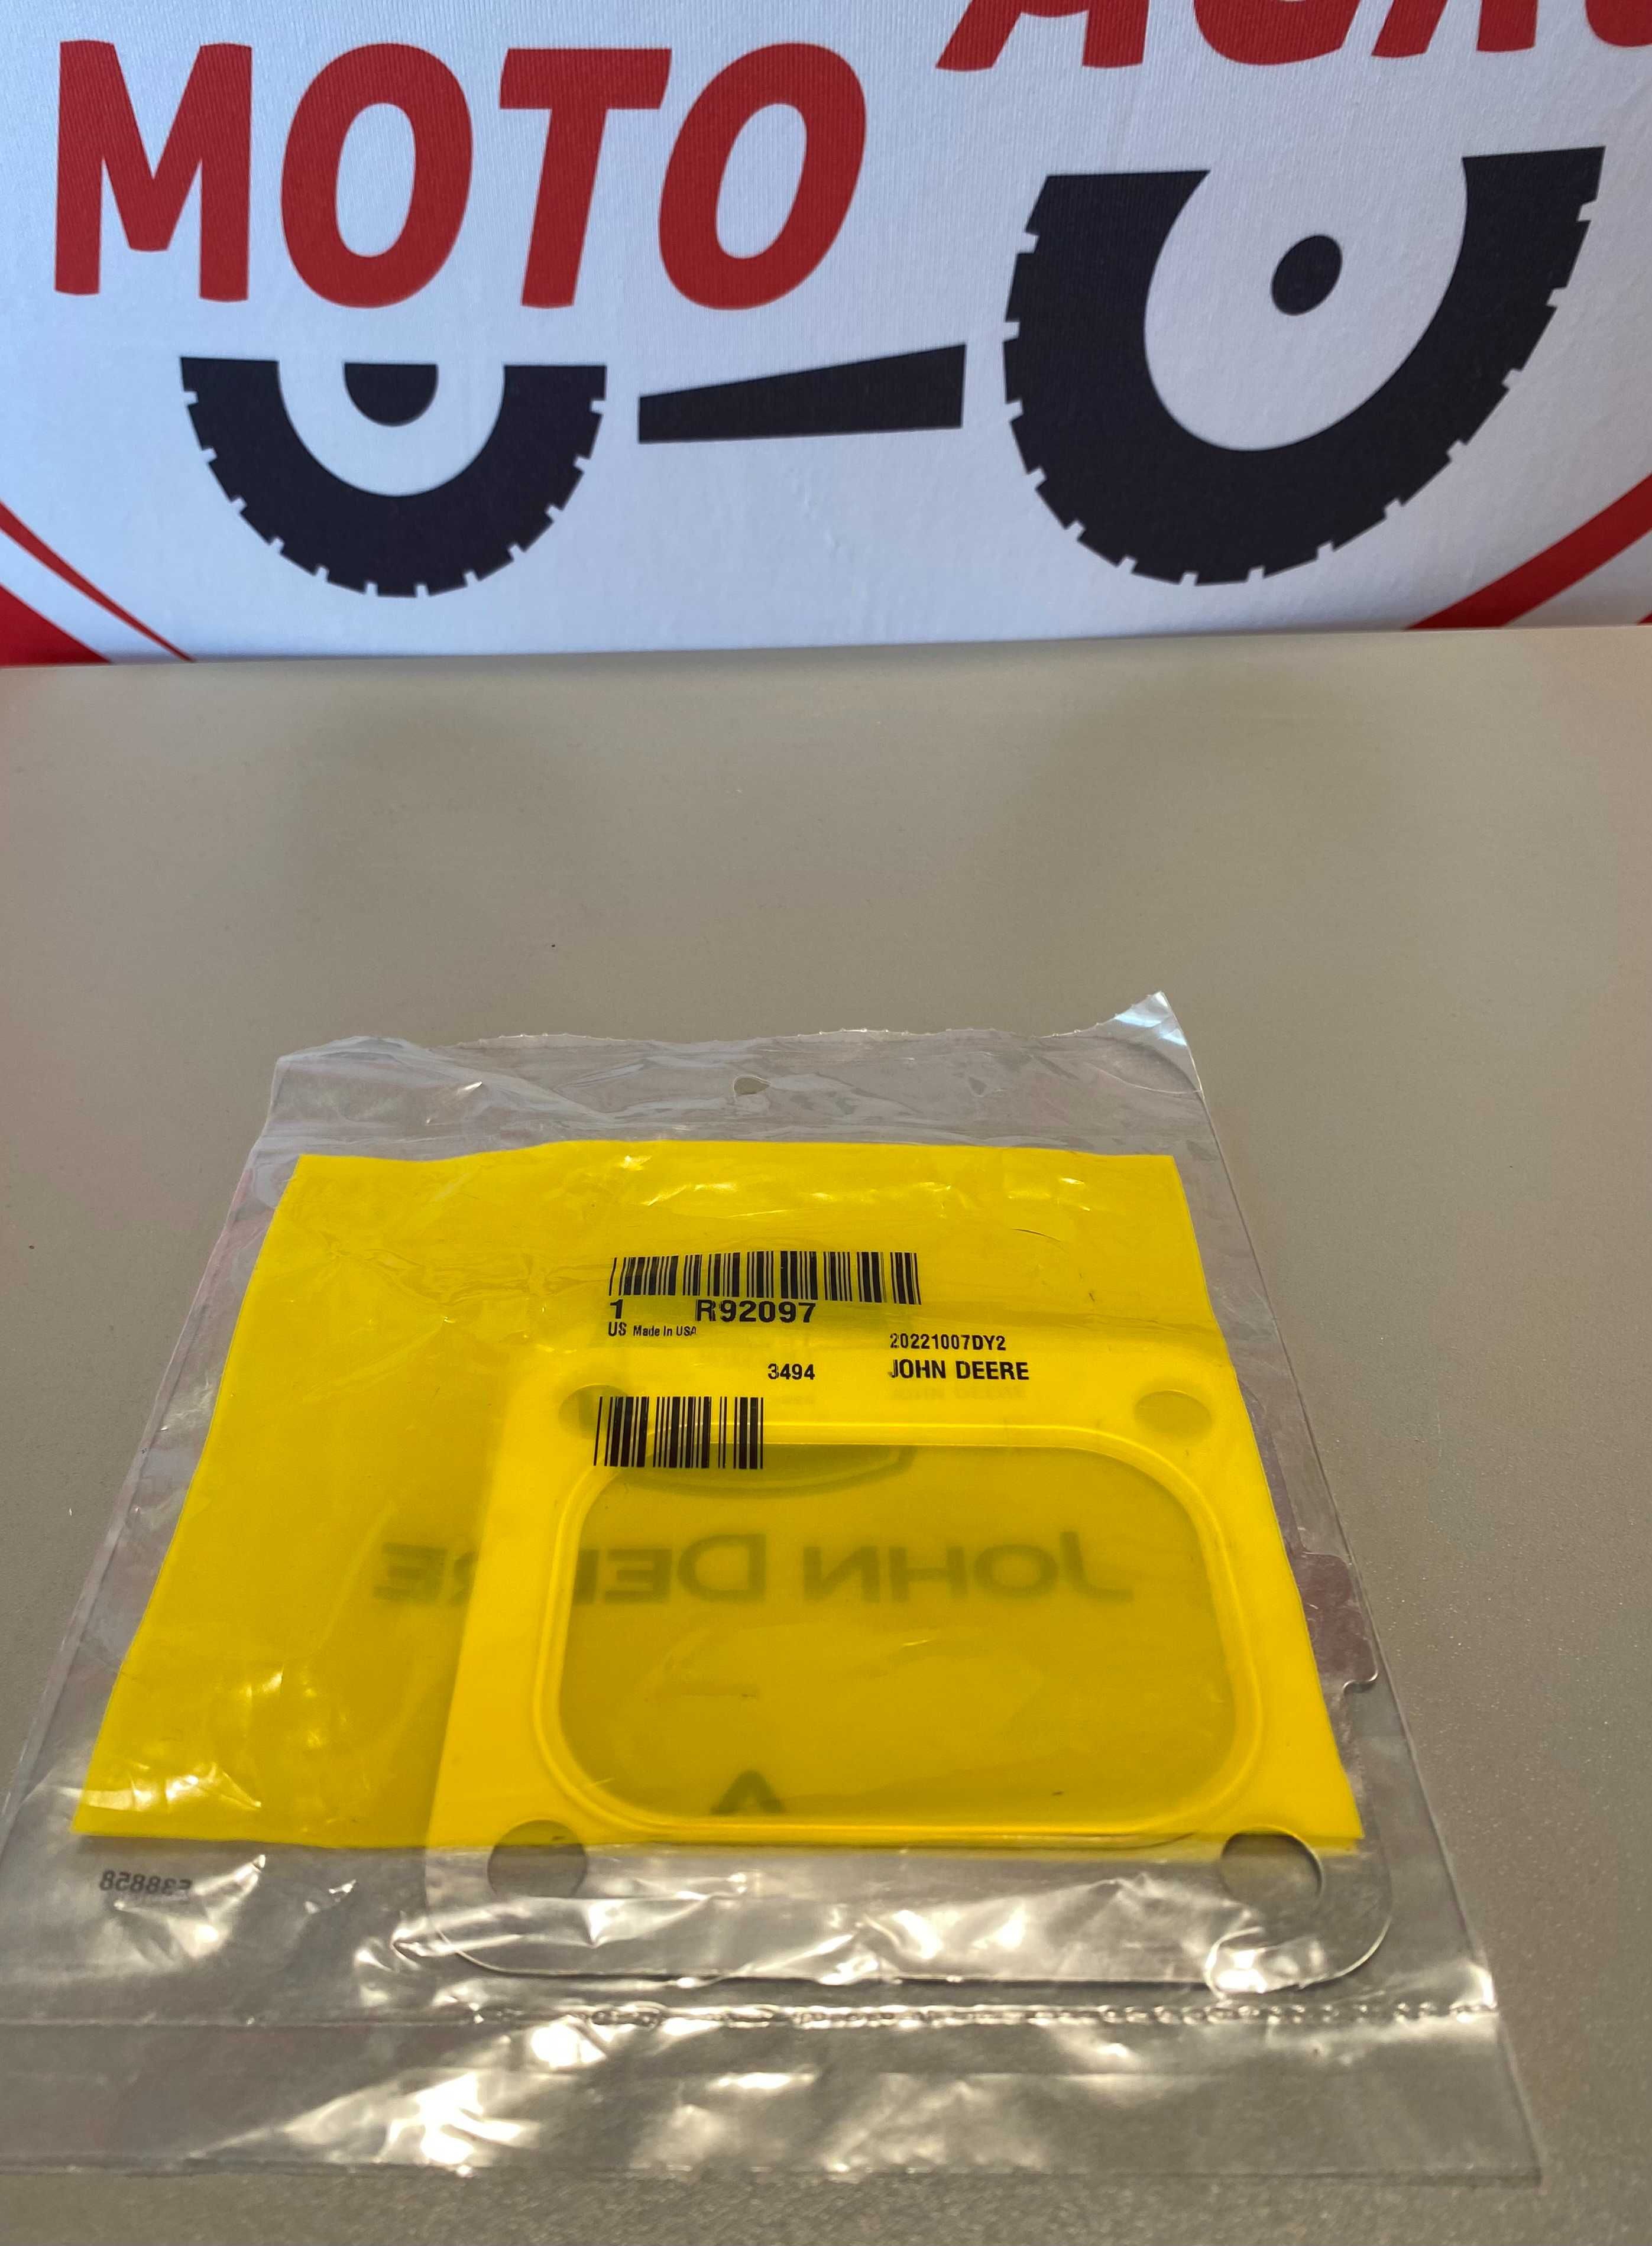 MOTO
1 R92097
US Made In USA
20221007DY2
3494 JOHN DEERE
JOHN DEERE